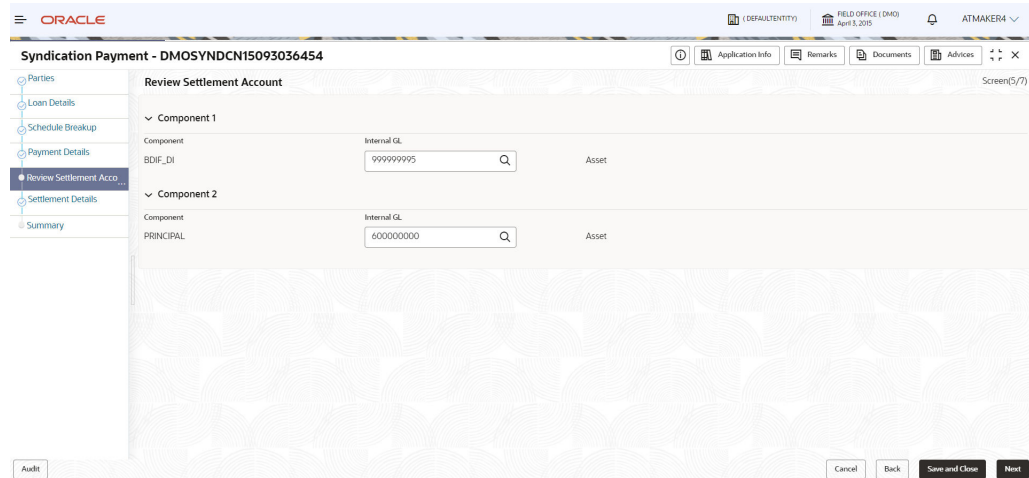 ORACLE
( DEFAULTENTITY)
FIELD OFFICE ( DMO)
April 3, 2015
ATMAKER4
Syndication Payment - DMOSYNDCN15093036454
Application Info
Remarks
Documents
Advices
Parties
Loan Details
Schedule Breakup
Payment Details
Review Settlement Acco ...
Settlement Details
Summary
Review Settlement Account
Screen(5/7)
Component 1
Component Internal GL
BDIF_DI 999999995 Asset
Component 2
Component Internal GL
PRINCIPAL 600000000 Asset
Audit
Cancel
Back
Save and Close
Next